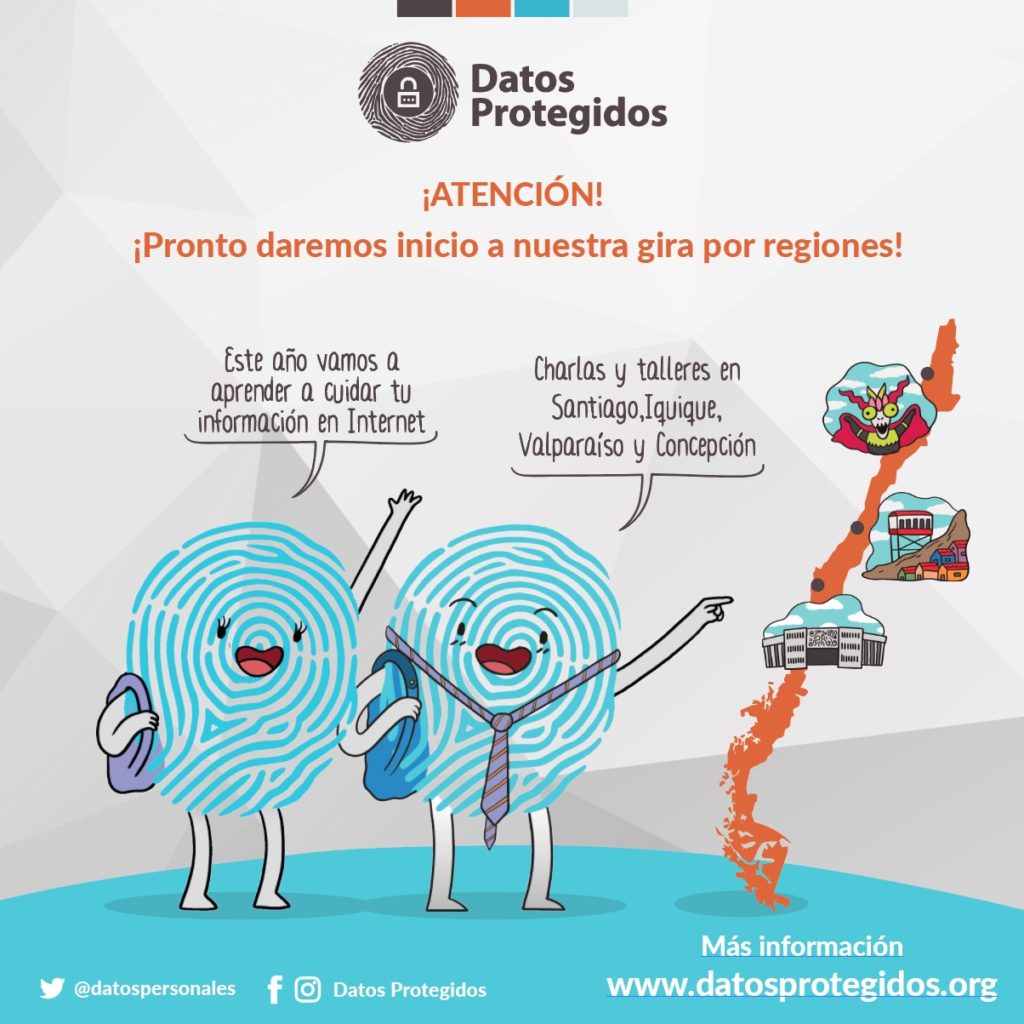 Datos
Protegidos
¡ATENCIÓN!
¡Pronto daremos inicio a nuestra gira por regiones!
Este año vamos a
aprender a cuidar tu
información en Internet
Charlas y talleres en
Santiago,Iquique,
Valparaíso y Concepción
Más información
www.datosprotegidos.org
@datospersonales
Datos Protegidos